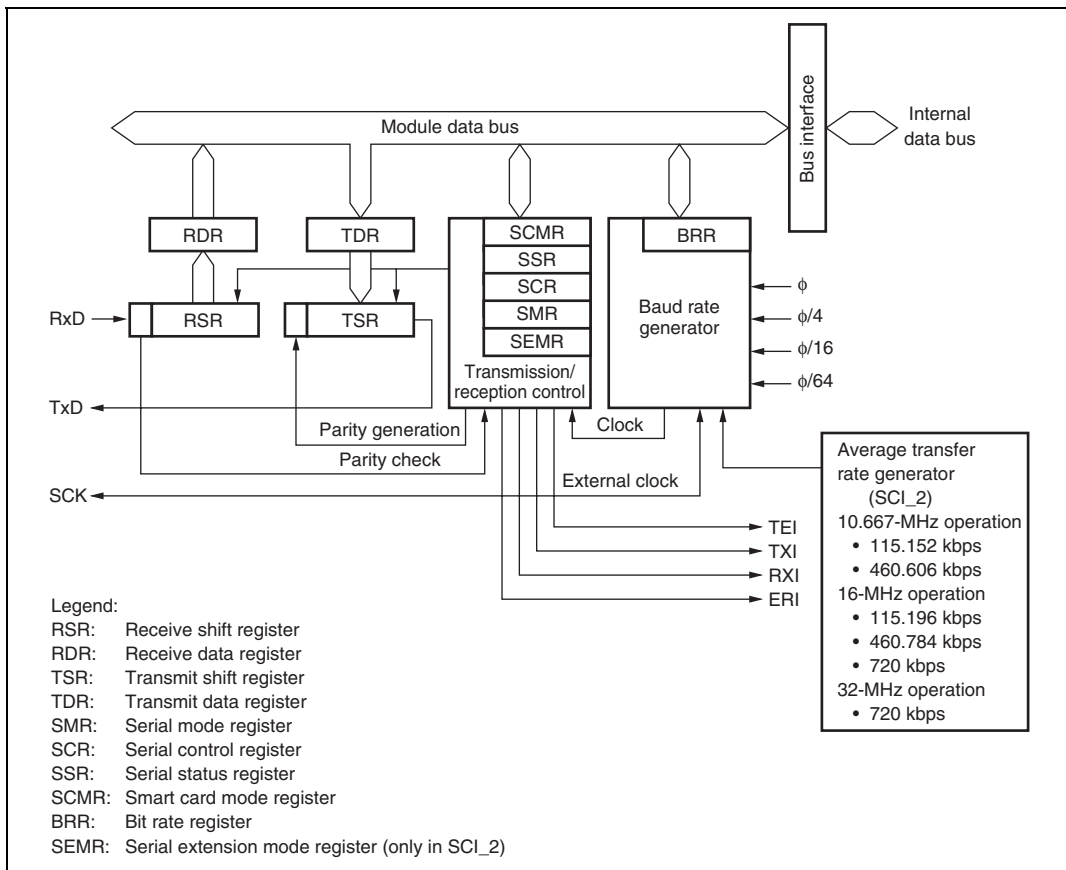 Module data bus
Bus interface
Internal
data bus
RDR
TDR
SCMR
SSR
SCR
SMR
SEMR
Transmission/
reception control
BRR
Baud rate
generator
ϕ
ϕ/4
ϕ/16
ϕ/64
RxD
RSR
TSR
TxD
Parity generation
Parity check
Clock
SCK
External clock
TEI
TXI
RXI
ERI
Average transfer
rate generator
(SCI_2)
10.667-MHz operation
• 115.152 kbps
• 460.606 kbps
16-MHz operation
• 115.196 kbps
• 460.784 kbps
• 720 kbps
32-MHz operation
• 720 kbps
Legend:
RSR: Receive shift register
RDR: Receive data register
TSR: Transmit shift register
TDR: Transmit data register
SMR: Serial mode register
SCR: Serial control register
SSR: Serial status register
SCMR: Smart card mode register
BRR: Bit rate register
SEMR: Serial extension mode register (only in SCI_2)